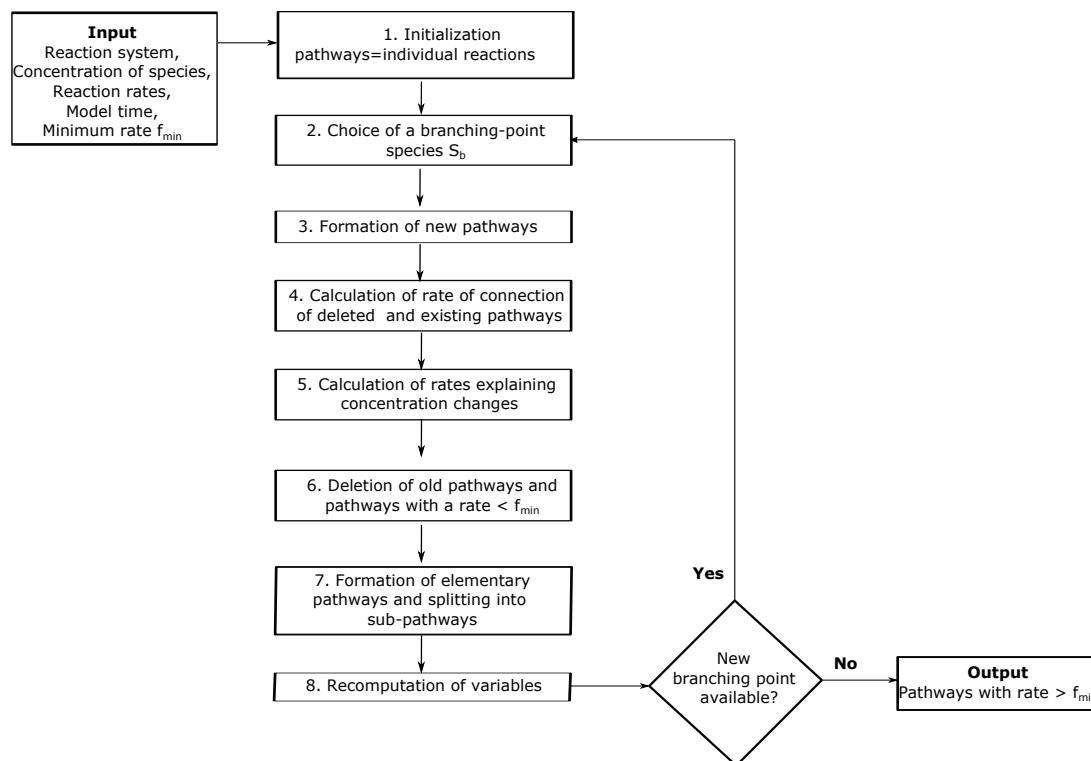 Input
Reaction system,
Concentration of species,
Reaction rates,
Model time,
Minimum rate f_min
1. Initialization
pathways=individual reactions
2. Choice of a branching-point
species S_b
3. Formation of new pathways
4. Calculation of rate of connection
of deleted and existing pathways
5. Calculation of rates explaining
concentration changes
6. Deletion of old pathways and
pathways with a rate < f_min
7. Formation of elementary
pathways and splitting into
sub-pathways
8. Recomputation of variables
Yes
New
branching point
available?
No
Output
Pathways with rate > f_mi